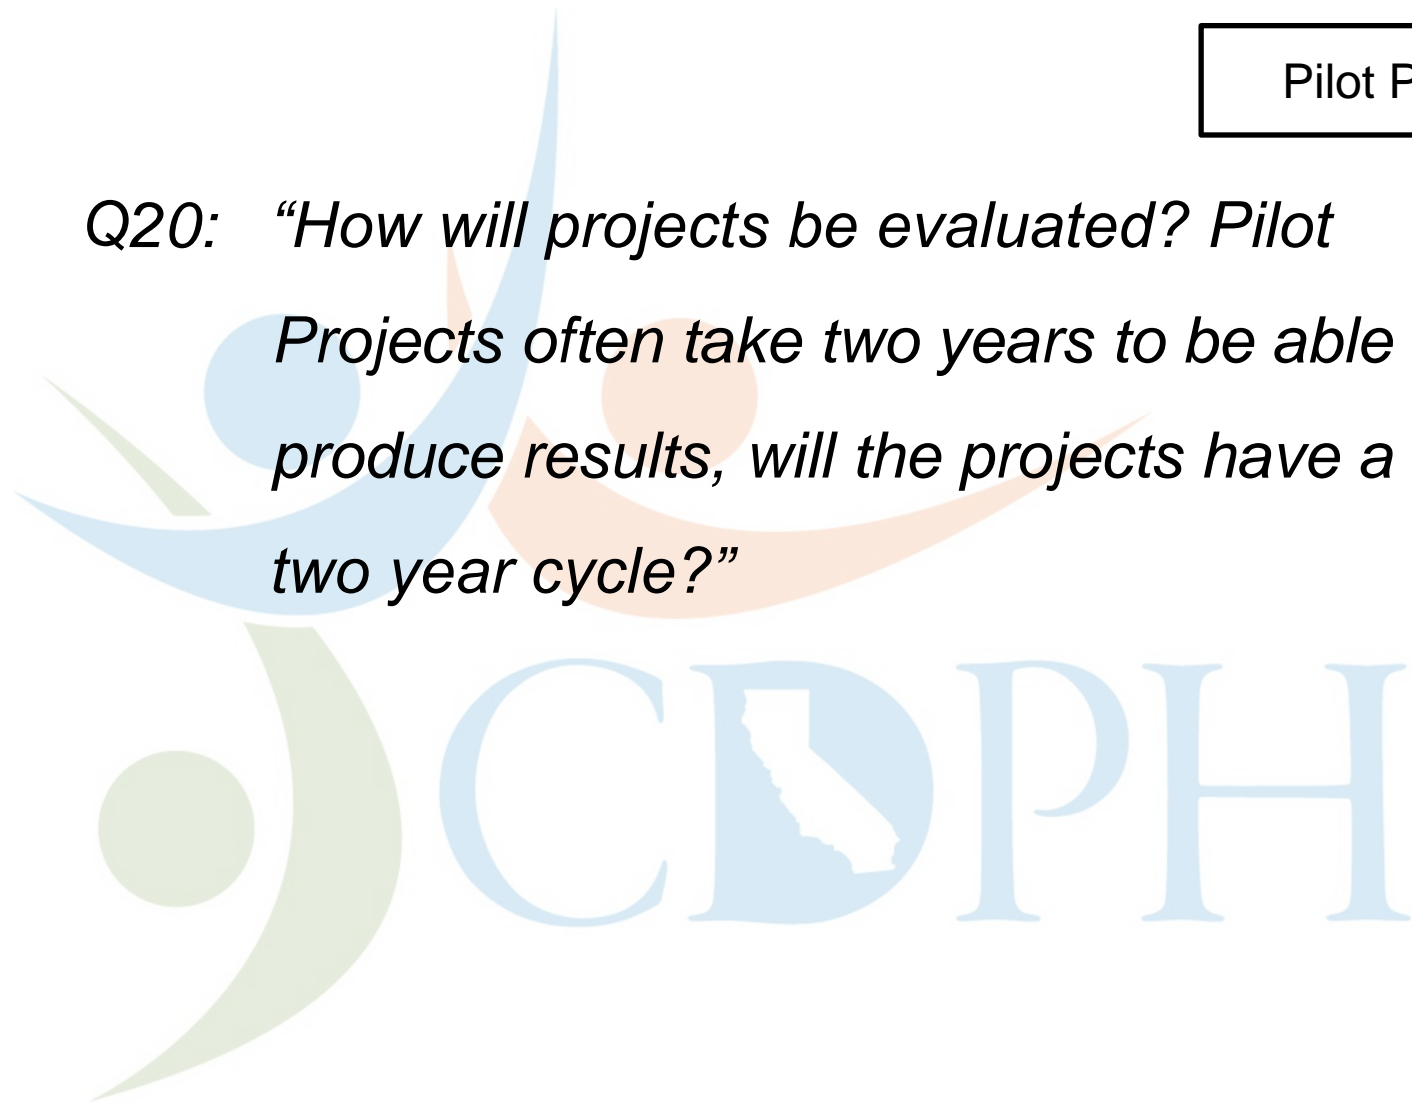 Pilot P
Q20: “How will projects be evaluated? Pilot
Projects often take two years to be able
produce results, will the projects have a
two year cycle?”
CDPH